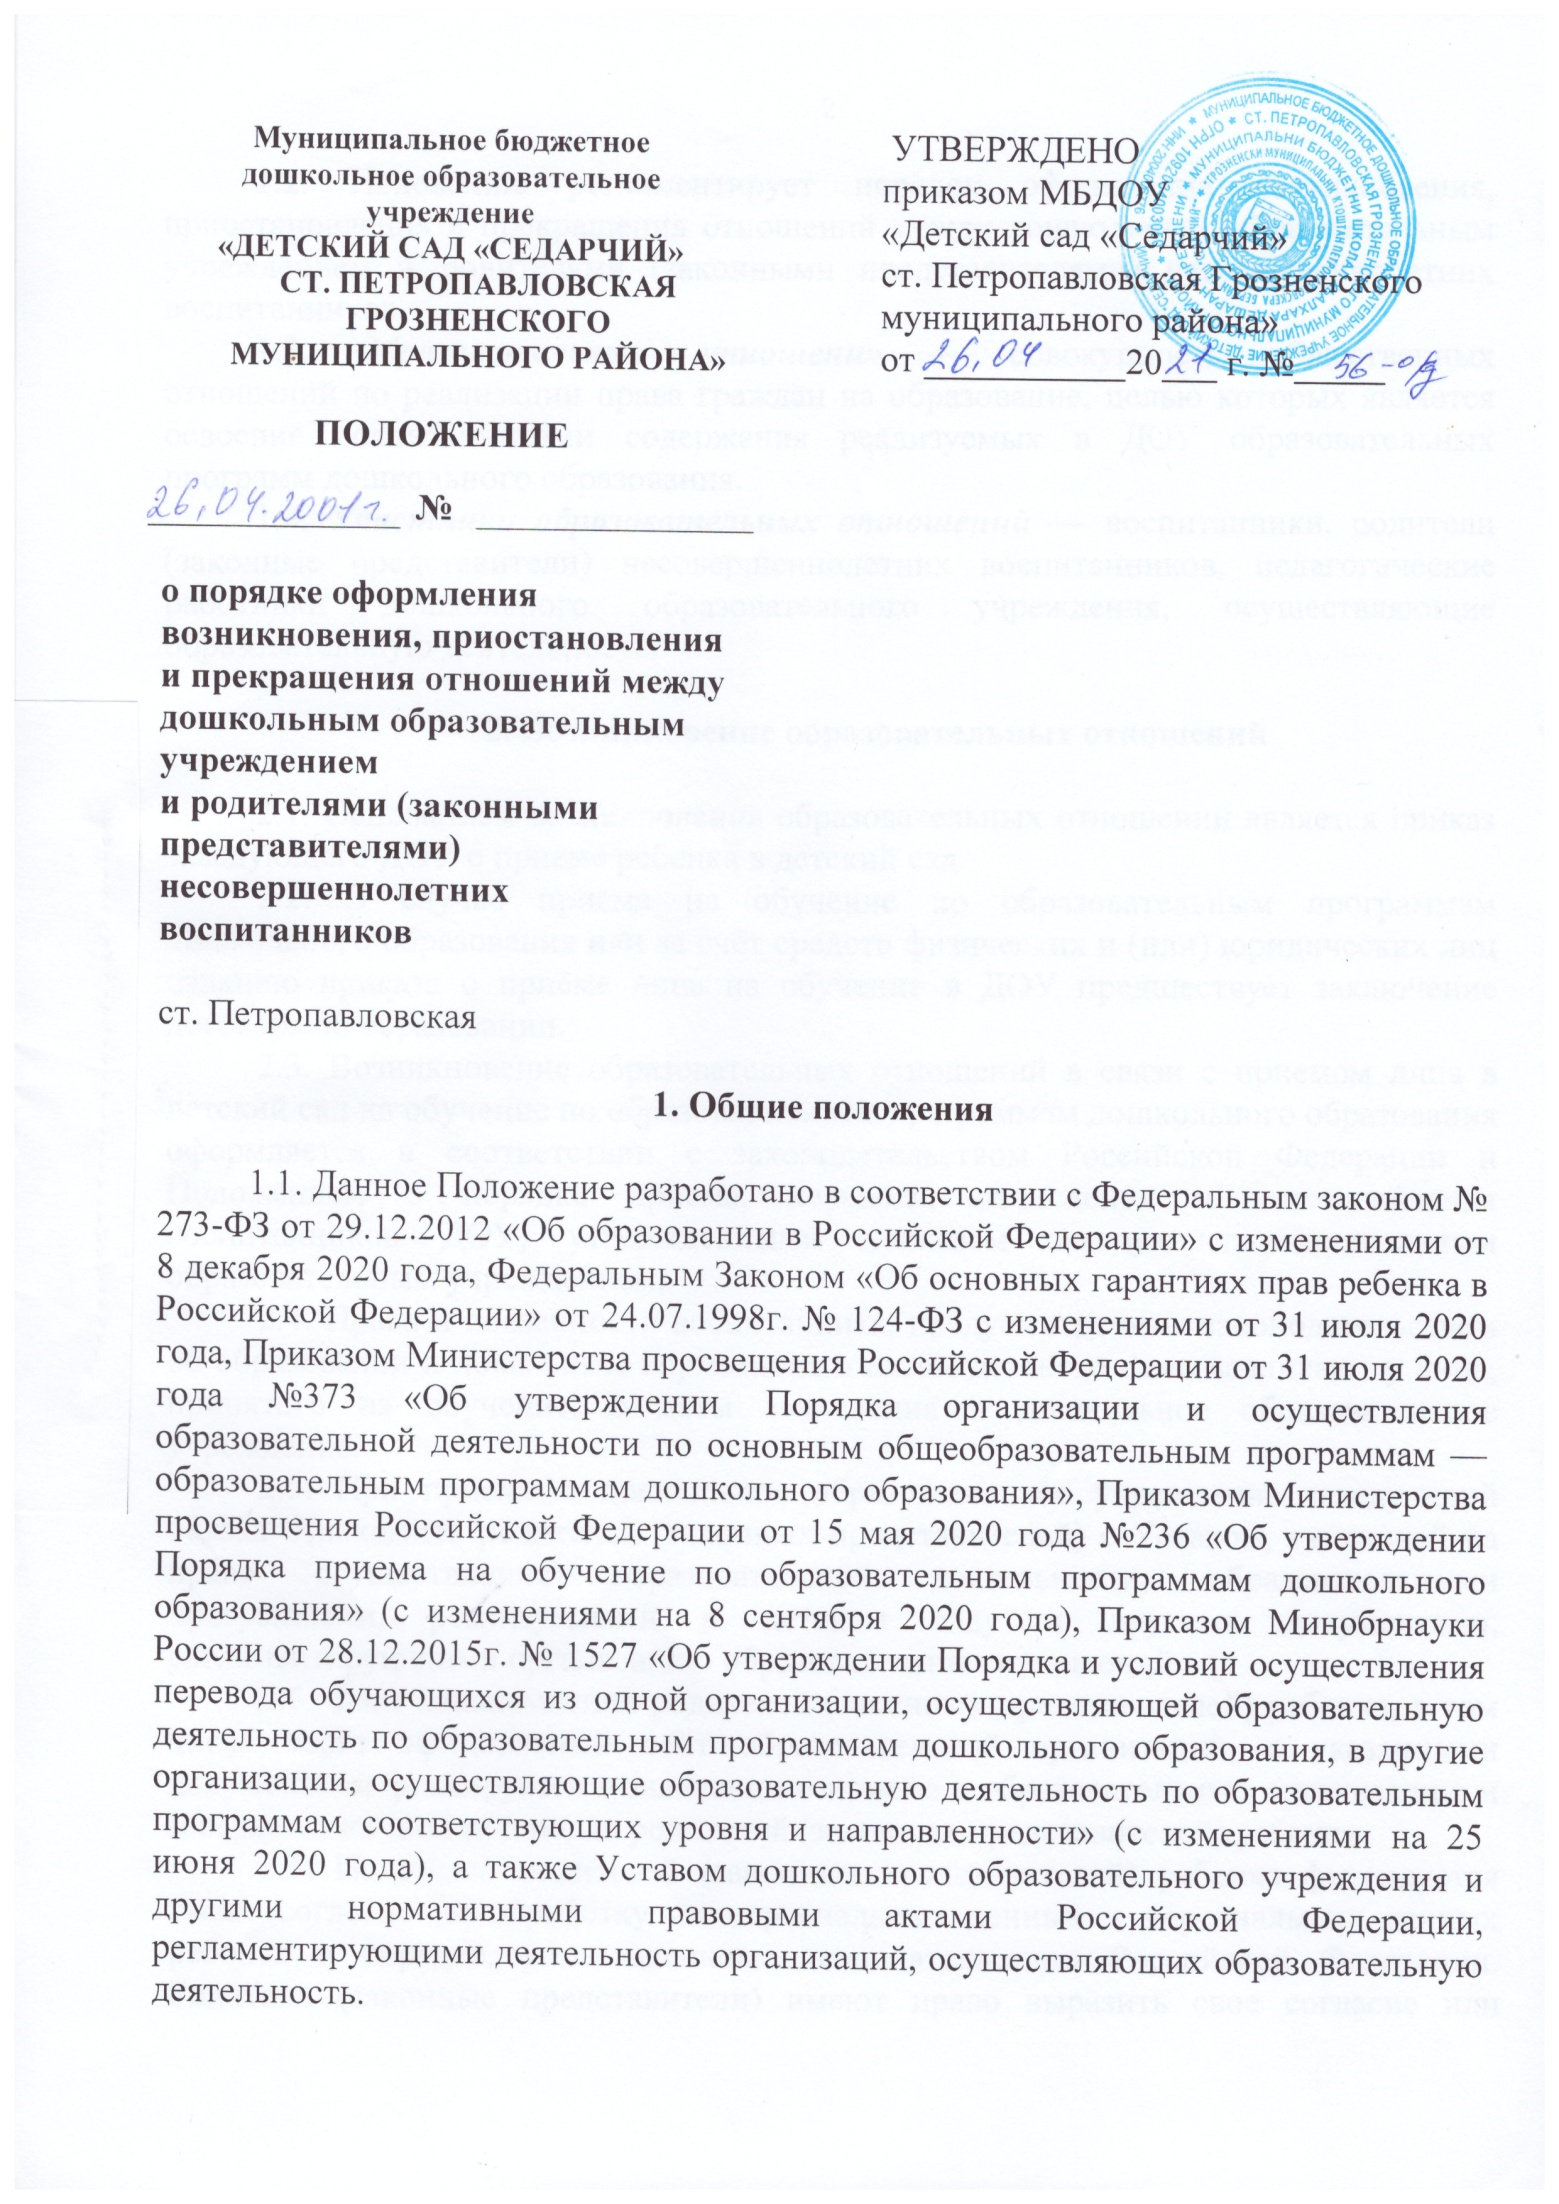 Муниципальное бюджетное
дошкольное образовательное
учреждение
«ДЕТСКИЙ САД «СЕДАРЧИЙ»
СТ. ПЕТРОПАВЛОВСКАЯ
ГРОЗНЕНСКОГО
МУНИЦИПАЛЬНОГО РАЙОНА»
ПОЛОЖЕНИЕ
26.04.2001г. №
УТВЕРЖДЕНО
приказом МБДОУ
«Детский сад «Седарчий»
ст. Петропавловская Грозненского
муниципального района»
от 26.04 2021 г. № 56-од
о порядке оформления
возникновения, приостановления
и прекращения отношений между
дошкольным образовательным
учреждением
и родителями (законными
представителями)
несовершеннолетних
воспитанников
ст. Петропавловская
1. Общие положения
1.1. Данное Положение разработано в соответствии с Федеральным законом №
273-ФЗ от 29.12.2012 «Об образовании в Российской Федерации» с изменениями от
8 декабря 2020 года, Федеральным Законом «Об основных гарантиях прав ребенка в
Российской Федерации» от 24.07.1998г. № 124-ФЗ с изменениями от 31 июля 2020
года, Приказом Министерства просвещения Российской Федерации от 31 июля 2020
года №373 «Об утверждении Порядка организации и осуществления
образовательной деятельности по основным общеобразовательным программам —
образовательным программам дошкольного образования», Приказом Министерства
просвещения Российской Федерации от 15 мая 2020 года №236 «Об утверждении
Порядка приема на обучение по образовательным программам дошкольного
образования» (с изменениями на 8 сентября 2020 года), Приказом Минобрнауки
России от 28.12.2015г. № 1527 «Об утверждении Порядка и условий осуществления
перевода обучающихся из одной организации, осуществляющей образовательную
деятельность по образовательным программам дошкольного образования, в другие
организации, осуществляющие образовательную деятельность по образовательным
программам соответствующих уровня и направленности» (с изменениями на 25
июня 2020 года), а также Уставом дошкольного образовательного учреждения и
другими нормативными правовыми актами Российской Федерации,
регламентирующими деятельность организаций, осуществляющих образовательную
деятельность.